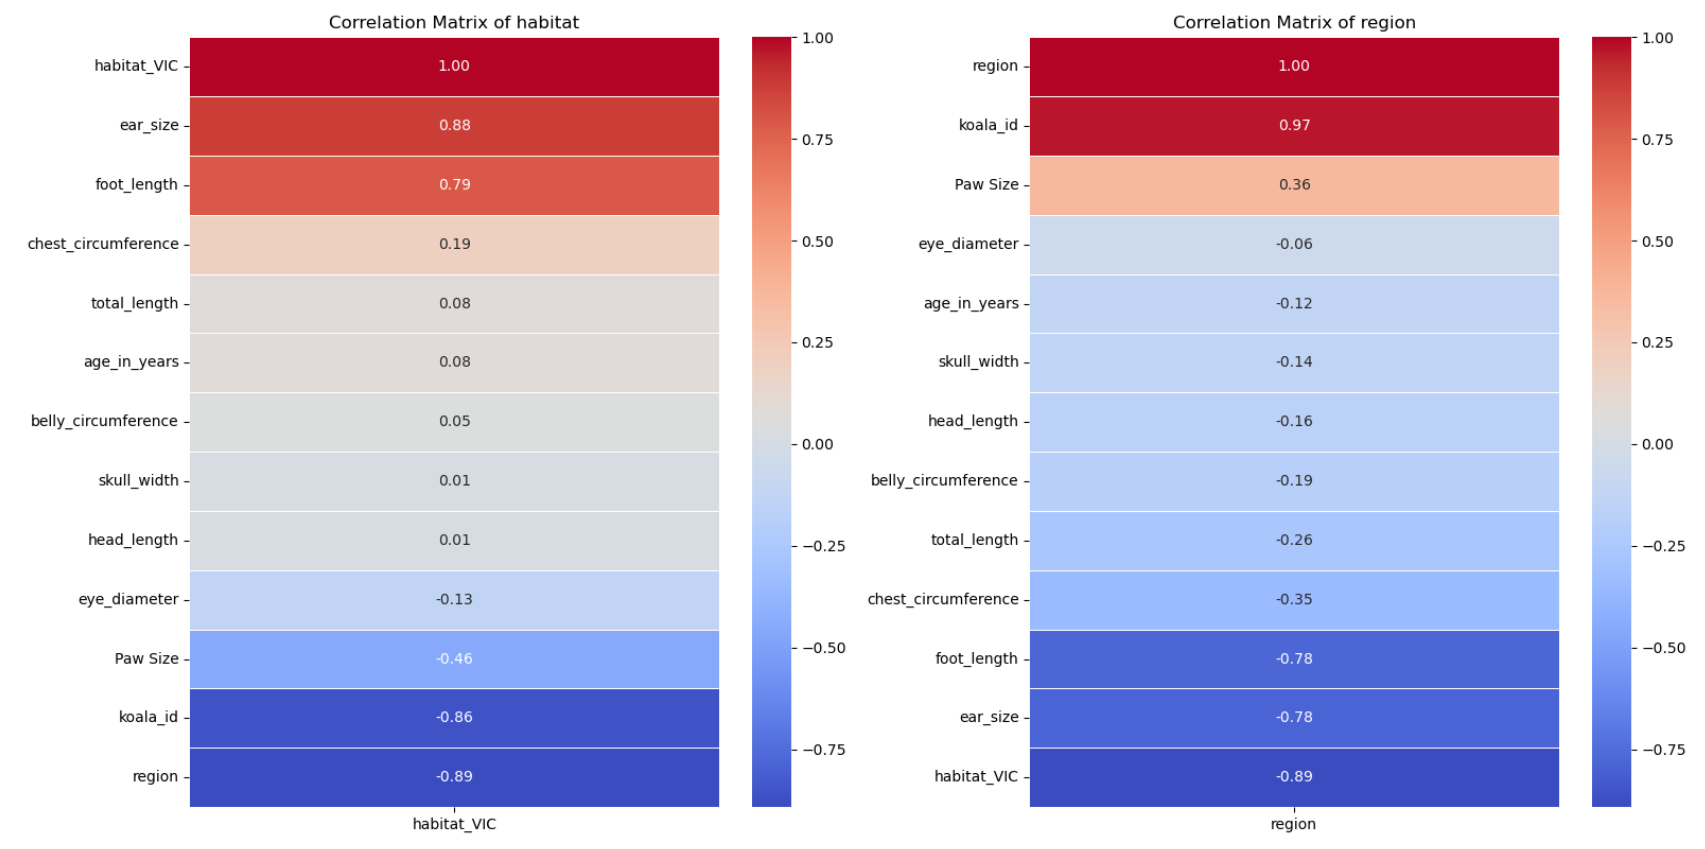 Correlation Matrix of habitat
habitat_VIC 1.00
ear_size 0.88
foot_length 0.79
chest_circumference 0.19
total_length 0.08
age_in_years 0.08
belly_circumference 0.05
skull_width 0.01
head_length 0.01
eye_diameter -0.13
Paw Size -0.46
koala_id -0.86
region -0.89
habitat_VIC
1.00
0.75
0.50
0.25
0.00
−0.25
−0.50
−0.75
Correlation Matrix of region
region 1.00
koala_id 0.97
Paw Size 0.36
eye_diameter -0.06
age_in_years -0.12
skull_width -0.14
head_length -0.16
belly_circumference -0.19
total_length -0.26
chest_circumference -0.35
foot_length -0.78
ear_size -0.78
habitat_VIC -0.89
region
1.00
0.75
0.50
0.25
0.00
−0.25
−0.50
−0.75